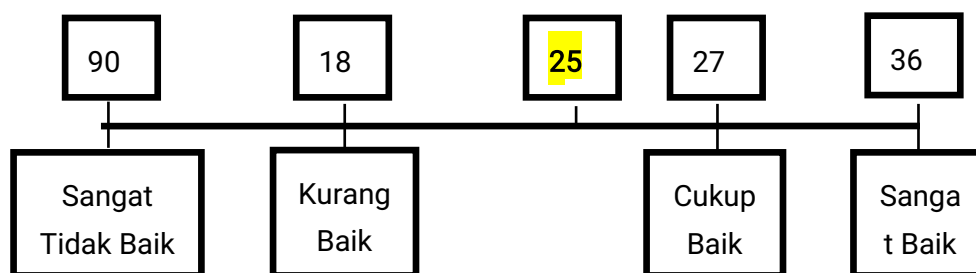 90
18
25
27
36
Sangat
Tidak Baik
Kurang
Baik
Cukup
Baik
Sanga
t Baik